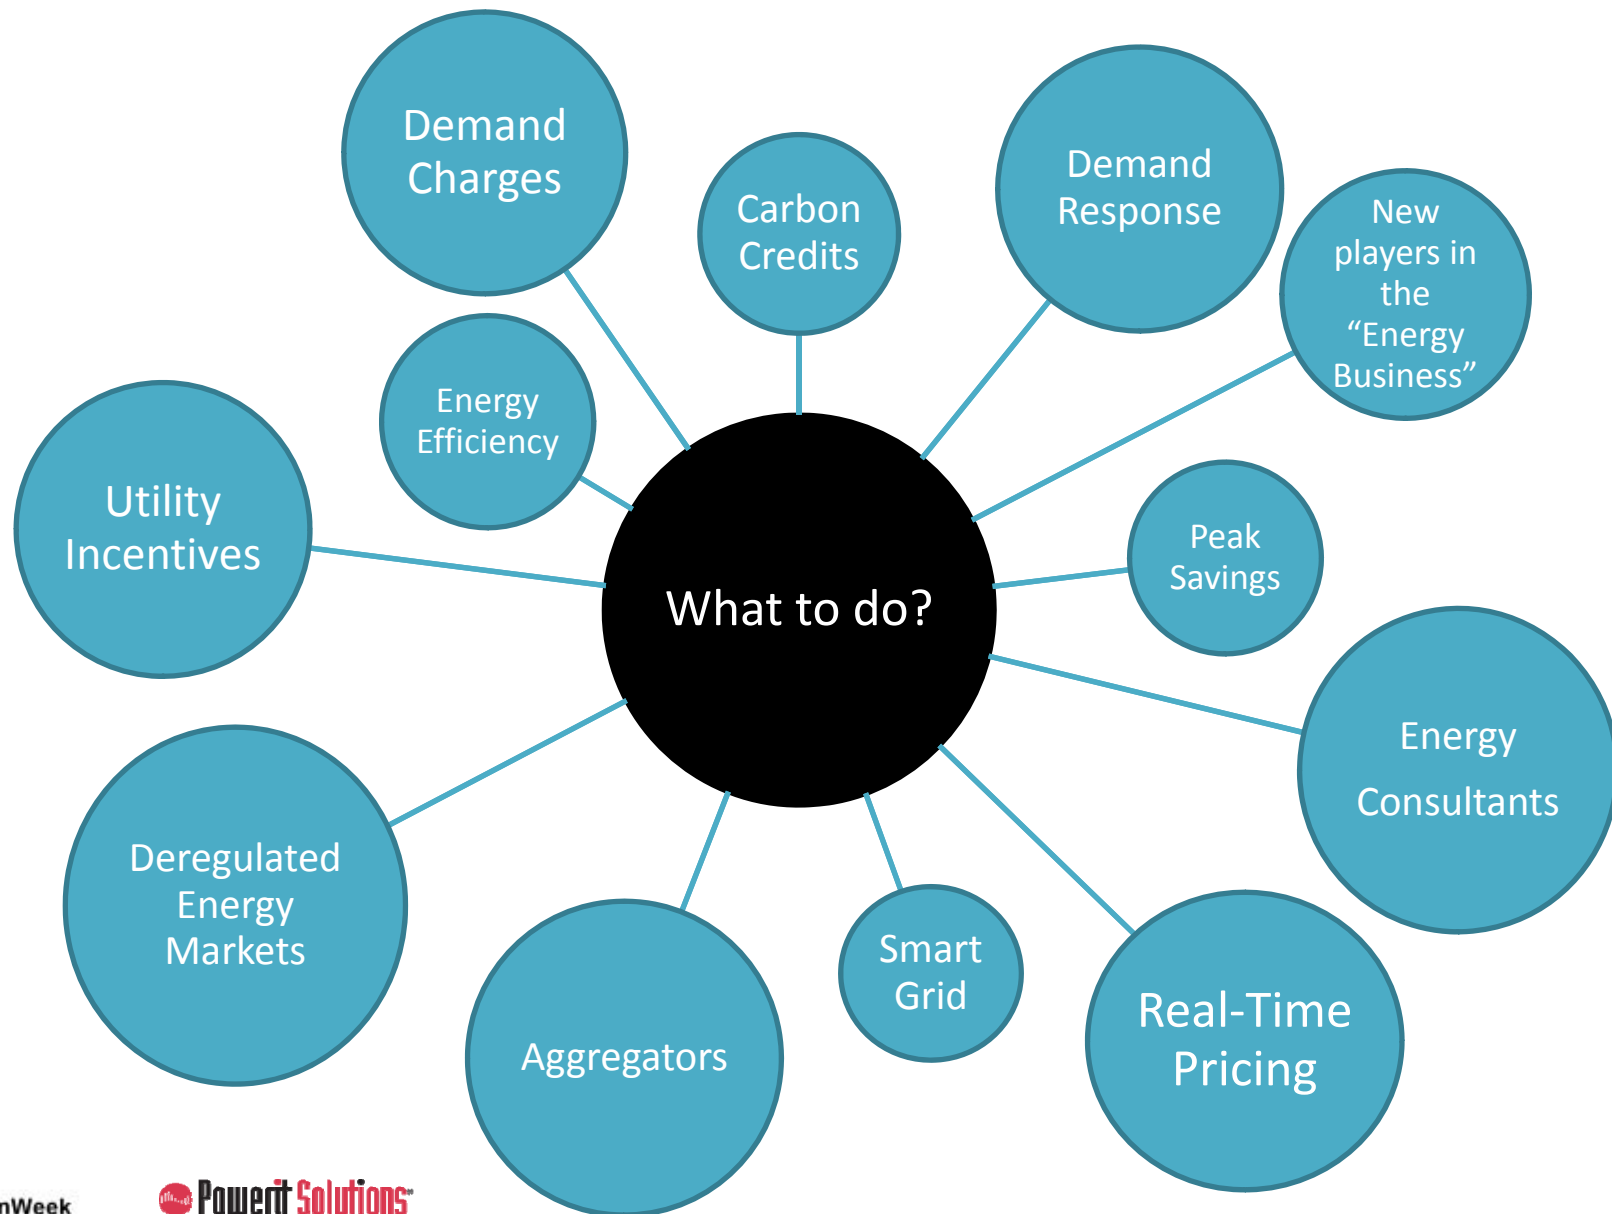 Demand
Charges
Carbon
Credits
Demand
Response
New
players in
the
“Energy
Business”
Energy
Efficiency
Utility
Incentives
What to do?
Peak
Savings
Energy
Consultants
Deregulated
Energy
Markets
Aggregators
Smart
Grid
Real-Time
Pricing
nWeek
Powerit Solutions